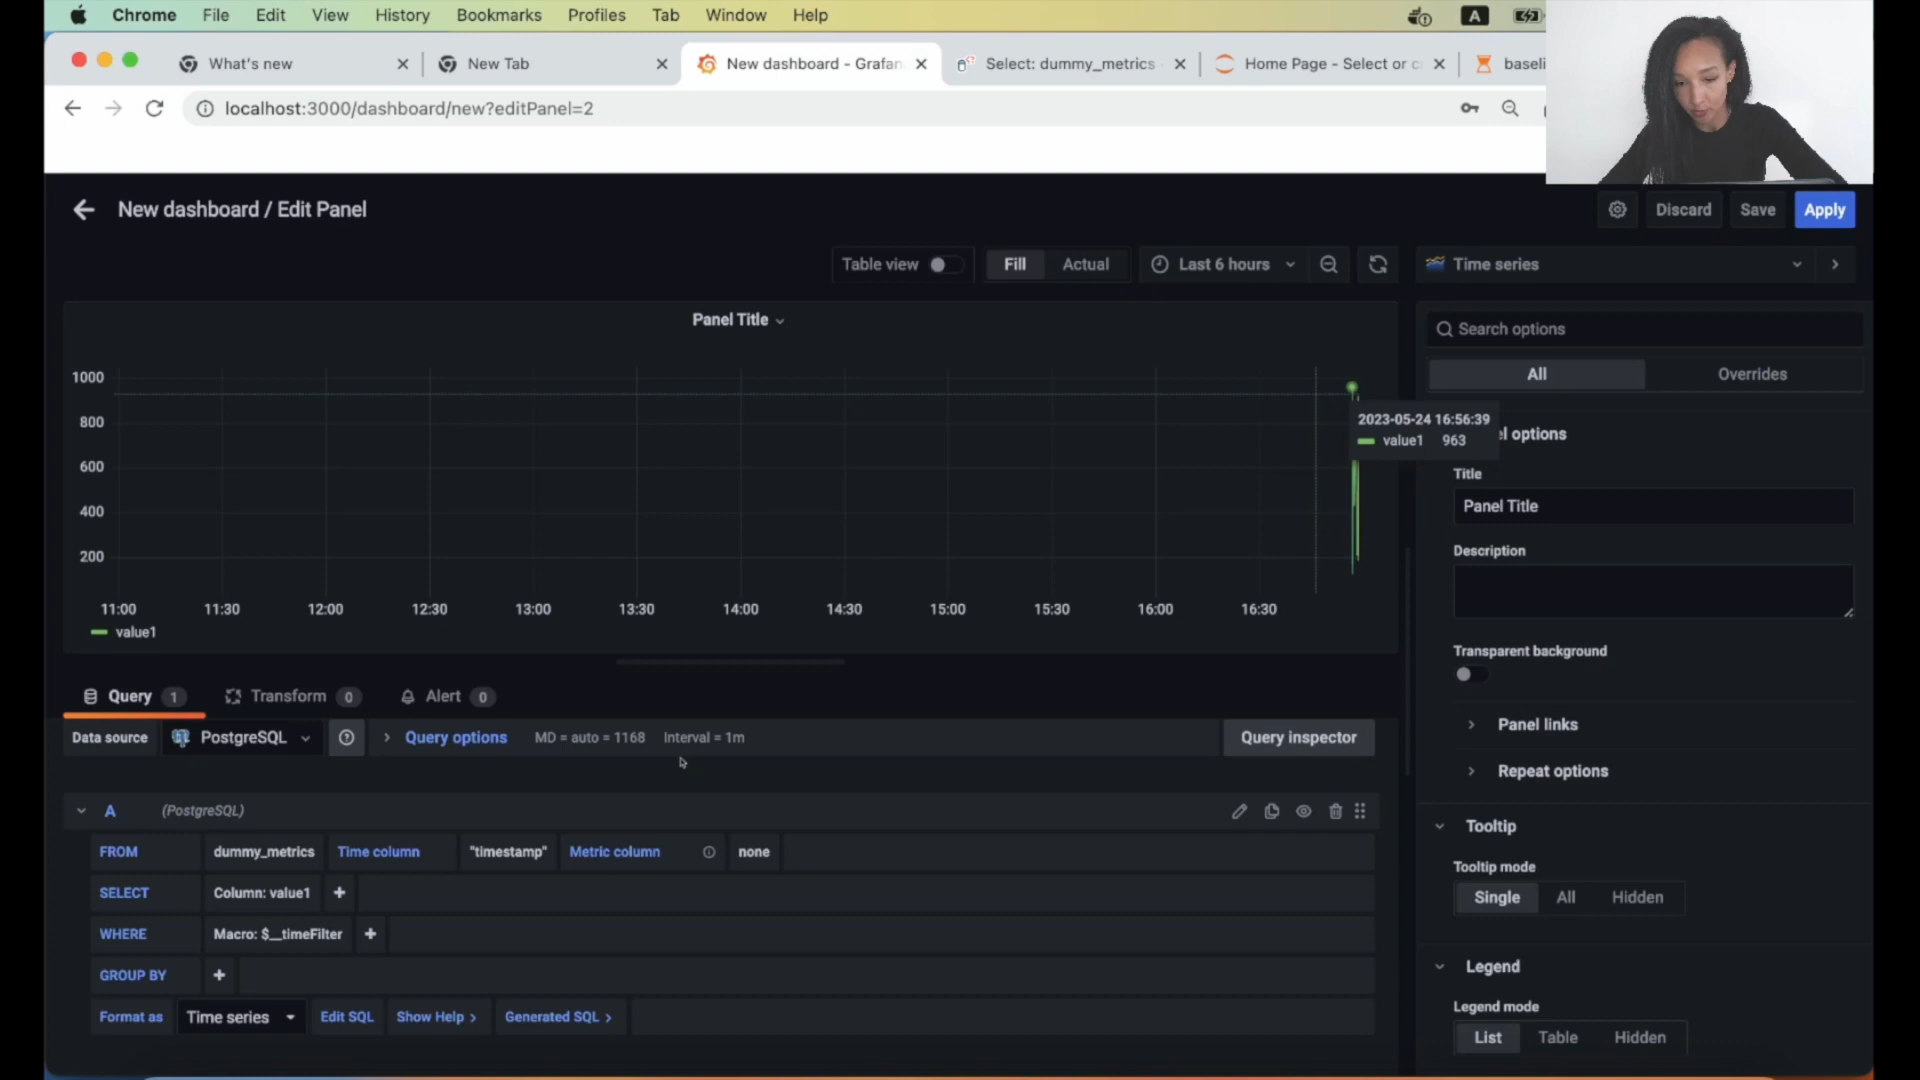 Chrome File Edit View History Bookmarks Profiles Tab Window Help A
What's new New Tab New dashboard - Grafan Select: dummy_metrics Home Page - Select or c baseli
localhost:3000/dashboard/new?editPanel=2
New dashboard / Edit Panel Discard Save Apply
Table view Fill Actual Last 6 hours Time series
Panel Title
Search options
All Overrides
1000
800
600
400
200
2023-05-24 16:56:39
value1 963
11:00 11:30 12:00 12:30 13:00 13:30 14:00 14:30 15:00 15:30 16:00 16:30
value1
l options
Title
Panel Title
Description
Transparent background
Panel links
Repeat options
Tooltip
Tooltip mode
Single All Hidden
Legend
Legend mode
List Table Hidden
Query 1 Transform 0 Alert 0
Data source PostgreSQL Query options MD = auto = 1168 Interval = 1m Query inspector
A (PostgreSQL)
FROM dummy_metrics Time column "timestamp" Metric column none
SELECT Column: value1 +
WHERE Macro: $__timeFilter +
GROUP BY +
Format as Time series Edit SQL Show Help > Generated SQL >